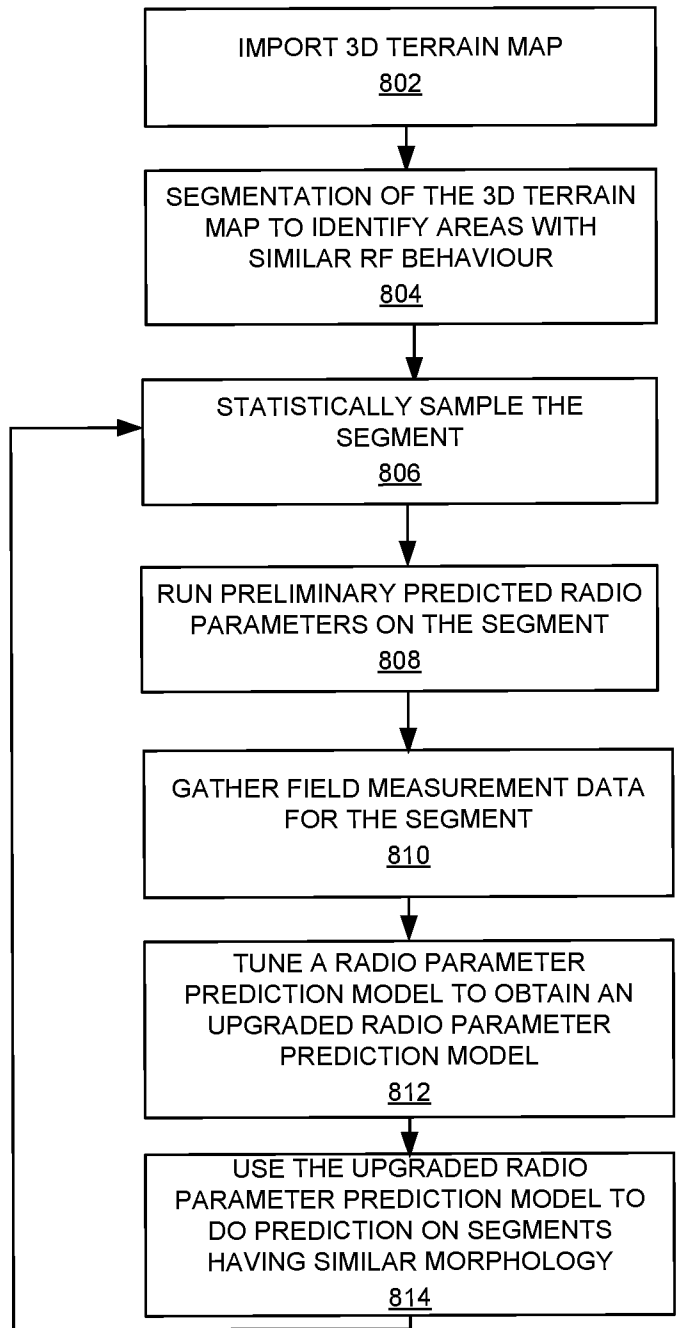 IMPORT 3D TERRAIN MAP
802
SEGMENTATION OF THE 3D TERRAIN
MAP TO IDENTIFY AREAS WITH
SIMILAR RF BEHAVIOUR
804
STATISTICALLY SAMPLE THE
SEGMENT
806
RUN PRELIMINARY PREDICTED RADIO
PARAMETERS ON THE SEGMENT
808
GATHER FIELD MEASUREMENT DATA
FOR THE SEGMENT
810
TUNE A RADIO PARAMETER
PREDICTION MODEL TO OBTAIN AN
UPGRADED RADIO PARAMETER
PREDICTION MODEL
812
USE THE UPGRADED RADIO
PARAMETER PREDICTION MODEL TO
DO PREDICTION ON SEGMENTS
HAVING SIMILAR MORPHOLOGY
814